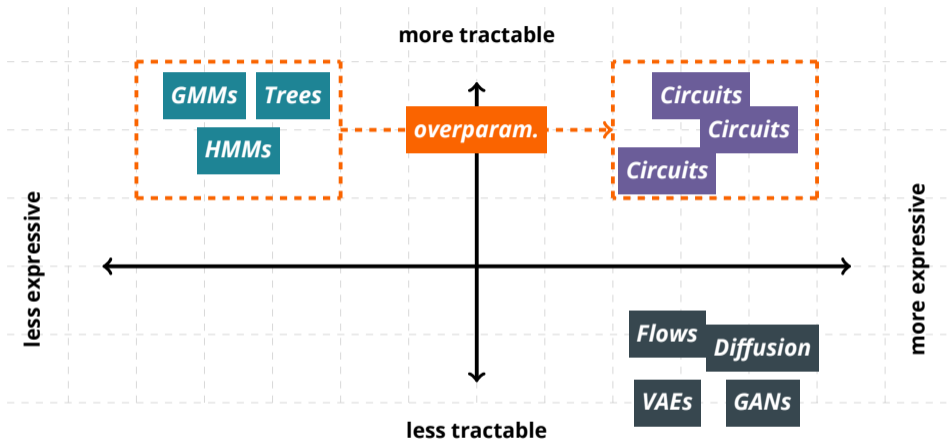 more tractable
GMMs
Trees
HMMs
overparam.
Circuits
Circuits
Circuits
less expressive
more expressive
Flows
Diffusion
VAEs
GANs
less tractable